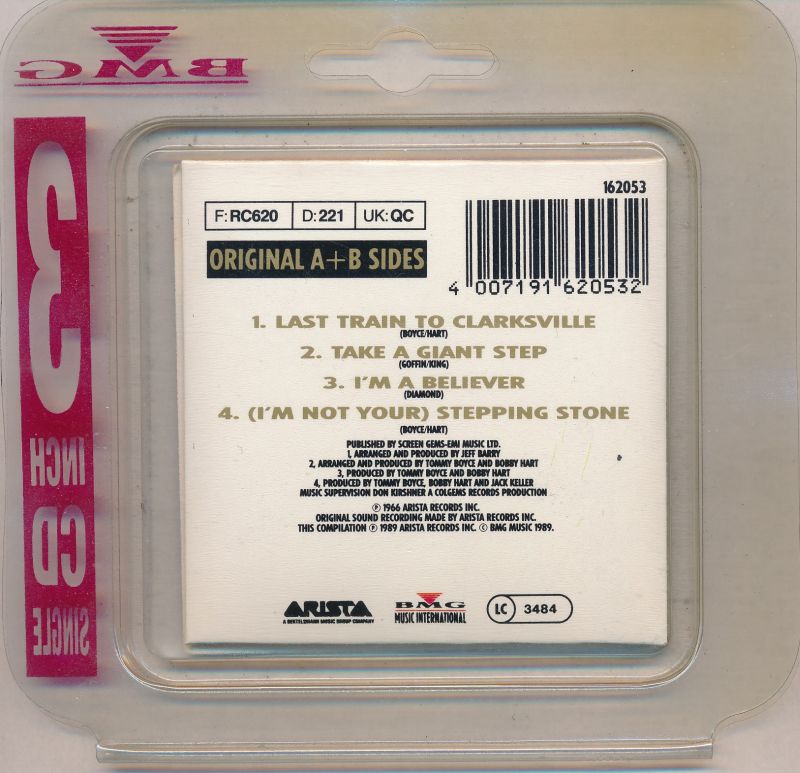 BMG
3
INCH
CD
SINGLE
162053
F:RC620 D:221 UK:QC
ORIGINAL A+B SIDES
4 007191 620532
1. LAST TRAIN TO CLARKSVILLE
(BOYCE/HART)
2. TAKE A GIANT STEP
(GOFFIN/KING)
3. I'M A BELIEVER
(DIAMOND)
4. (I'M NOT YOUR) STEPPING STONE
(BOYCE/HART)
PUBLISHED BY SCREEN GEMS-EMI MUSIC LTD.
1, ARRANGED AND PRODUCED BY JEFF BARRY
2, ARRANGED AND PRODUCED BY TOMMY BOYCE AND BOBBY HART
3, PRODUCED BY TOMMY BOYCE AND BOBBY HART
4, PRODUCED BY TOMMY BOYCE, BOBBY HART AND JACK KELLER
MUSIC SUPERVISION DON KIRSHNER A COLGEMS RECORDS PRODUCTION
℗ 1966 ARISTA RECORDS INC.
ORIGINAL SOUND RECORDING MADE BY ARISTA RECORDS INC.
THIS COMPILATION ℗ 1989 ARISTA RECORDS INC. © BMG MUSIC 1989.
ARISTA
A BERTELSMANN MUSIC GROUP COMPANY
BMG
MUSIC INTERNATIONAL
LC 3484